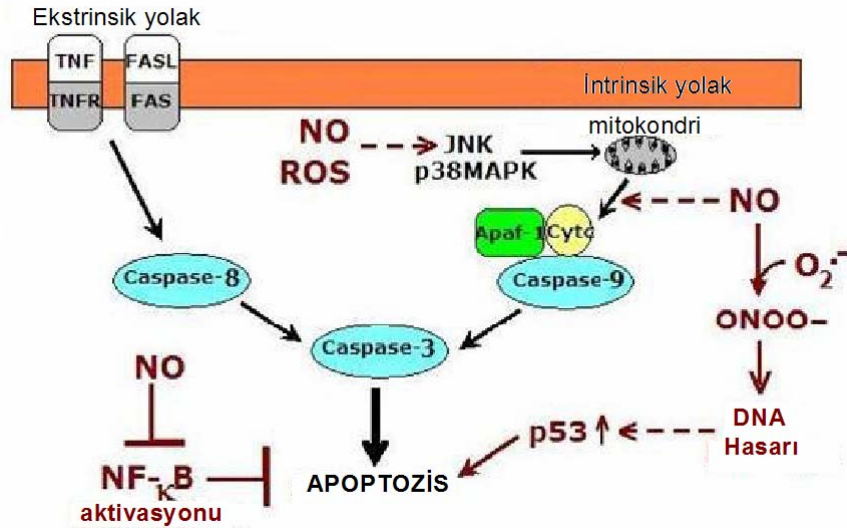 Ekstrinsik yolak
TNF
FASL
TNFR
FAS
İntrinsik yolak
mitokondri
NO
ROS
JNK
p38MAPK
NO
Apaf-1
Cytc
Caspase-8
Caspase-9
O₂·−
ONOO−
Caspase-3
NO
DNA
Hasarı
p53
NF-κB
aktivasyonu
APOPTOZİS